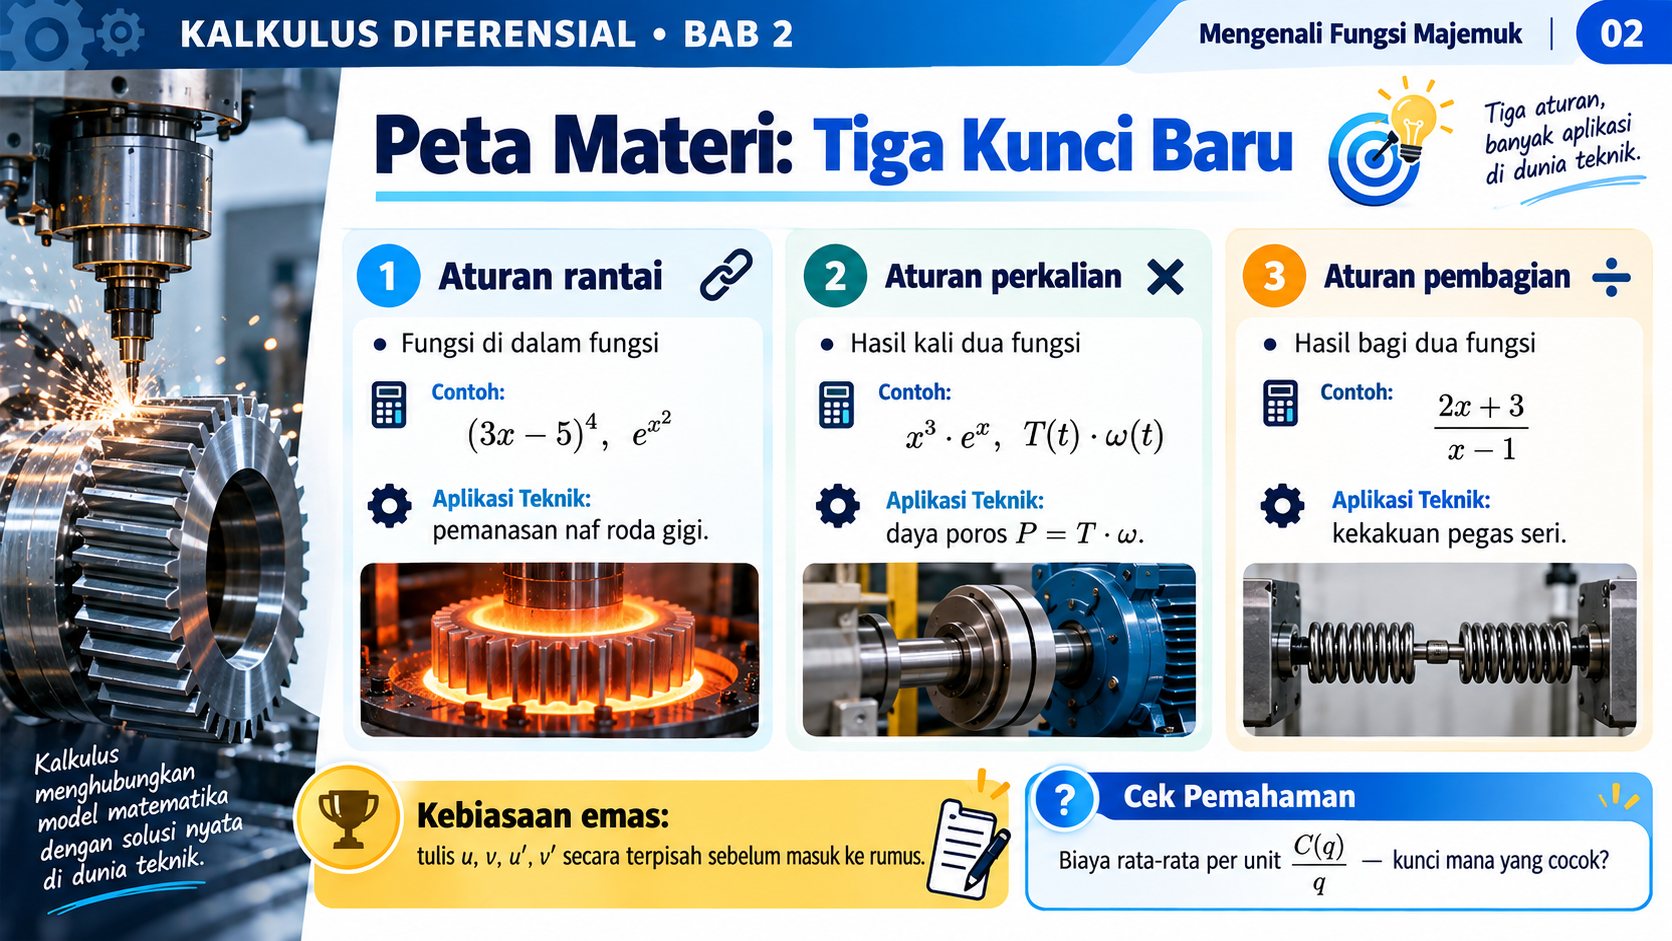 KALKULUS DIFERENSIAL • BAB 2
Mengenali Fungsi Majemuk | 02
Peta Materi: Tiga Kunci Baru
Tiga aturan,
banyak aplikasi
di dunia teknik.
1 Aturan rantai
• Fungsi di dalam fungsi
Contoh:
(3x − 5)⁴, e^{x²}
Aplikasi Teknik:
pemanasan naf roda gigi.
2 Aturan perkalian ×
• Hasil kali dua fungsi
Contoh:
x³ · eˣ, T(t) · ω(t)
Aplikasi Teknik:
daya poros P = T · ω.
3 Aturan pembagian ÷
• Hasil bagi dua fungsi
Contoh:
2x + 3
x − 1
Aplikasi Teknik:
kekakuan pegas seri.
Kalkulus
menghubungkan
model matematika
dengan solusi nyata
di dunia teknik.
Kebiasaan emas:
tulis u, v, u′, v′ secara terpisah sebelum masuk ke rumus.
? Cek Pemahaman
Biaya rata-rata per unit C(q)/q — kunci mana yang cocok?